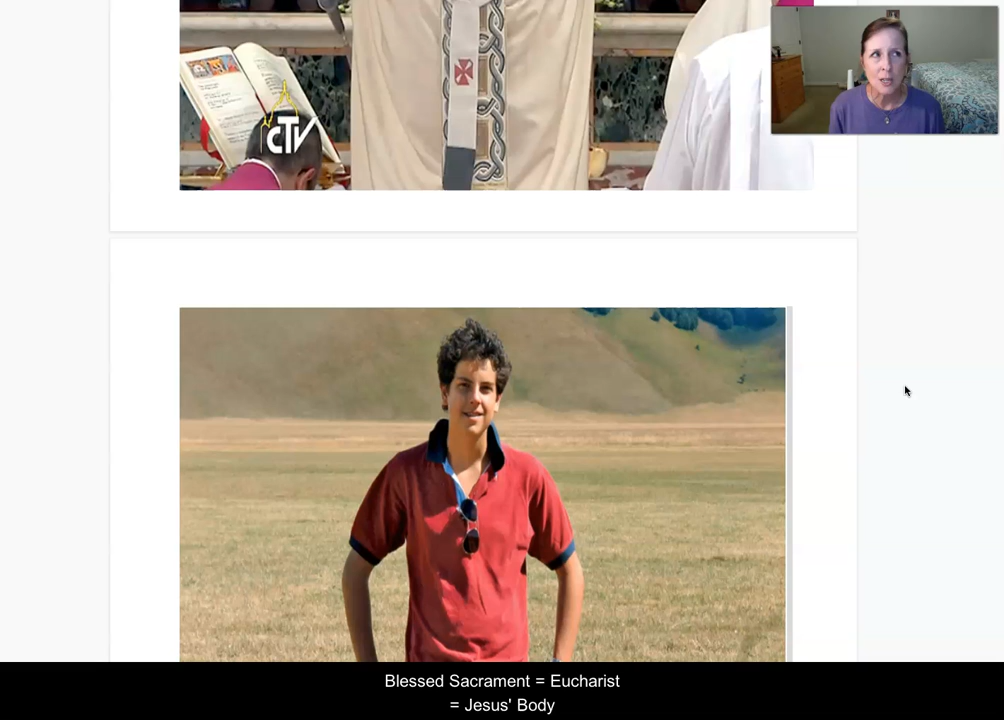 cTV
Blessed Sacrament = Eucharist
= Jesus' Body